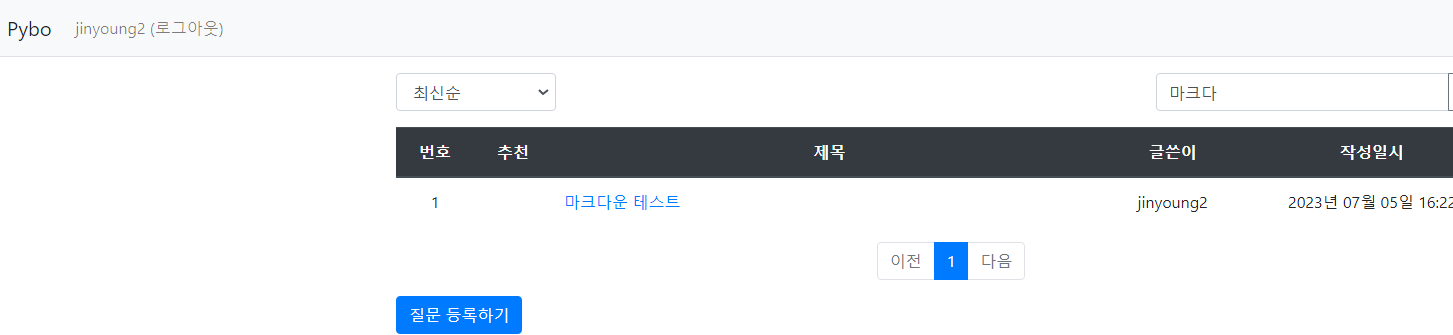 Pybo jinyoung2 (로그아웃)
최신순 마크다
번호 추천 제목 글쓴이 작성일시
1 마크다운 테스트 jinyoung2 2023년 07월 05일 16:22
이전 1 다음
질문 등록하기